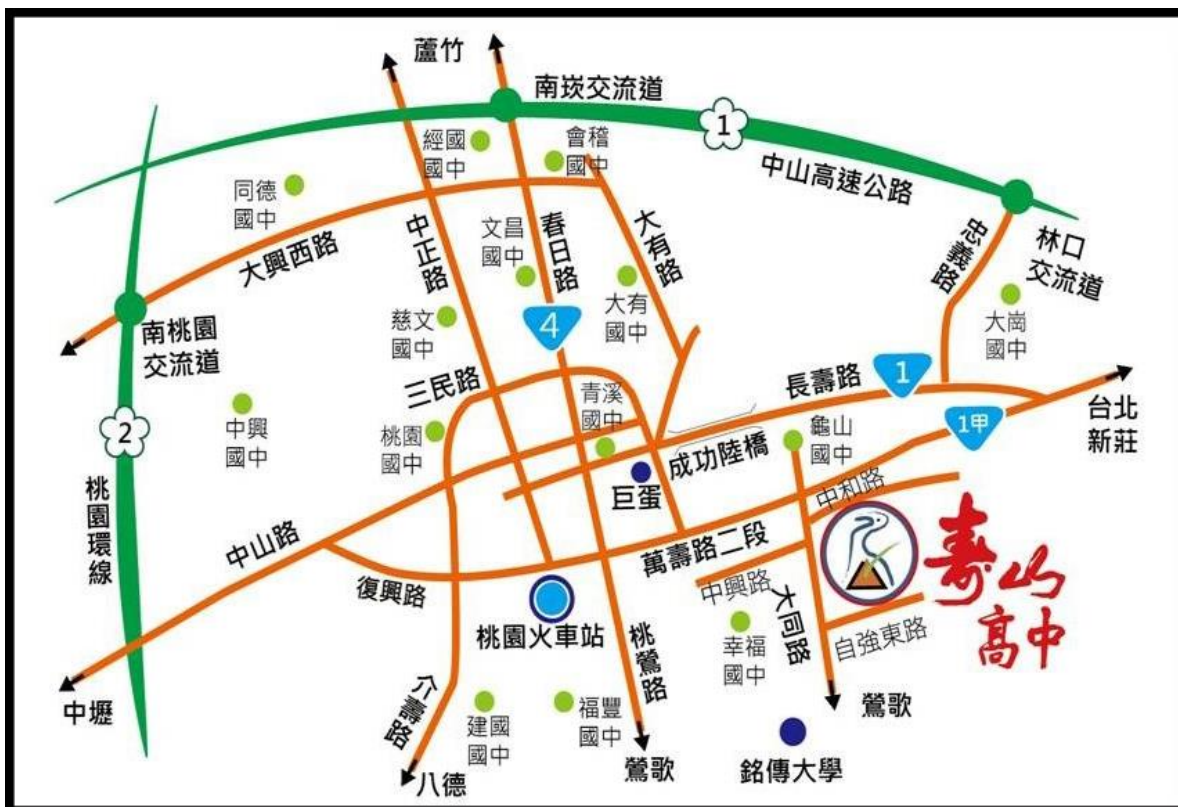 蘆竹
南崁交流道
1
中山高速公路
經國
國中
會稽
國中
同德
國中
大興西路
中正路
文昌
國中
春日路
大有路
忠義路
林口
交流道
南桃園
交流道
慈文
國中
4
大有
國中
大崗
國中
三民路
青溪
國中
長壽路
1
1甲
台北
新莊
2
桃園環線
中興
國中
桃園
國中
成功陸橋
龜山
國中
巨蛋
中和路
中山路
萬壽路二段
壽山
高中
復興路
中興路
大同路
自強東路
桃園火車站
桃鶯路
幸福
國中
中壢
介壽路
建國
國中
福豐
國中
鶯歌
八德
鶯歌
銘傳大學